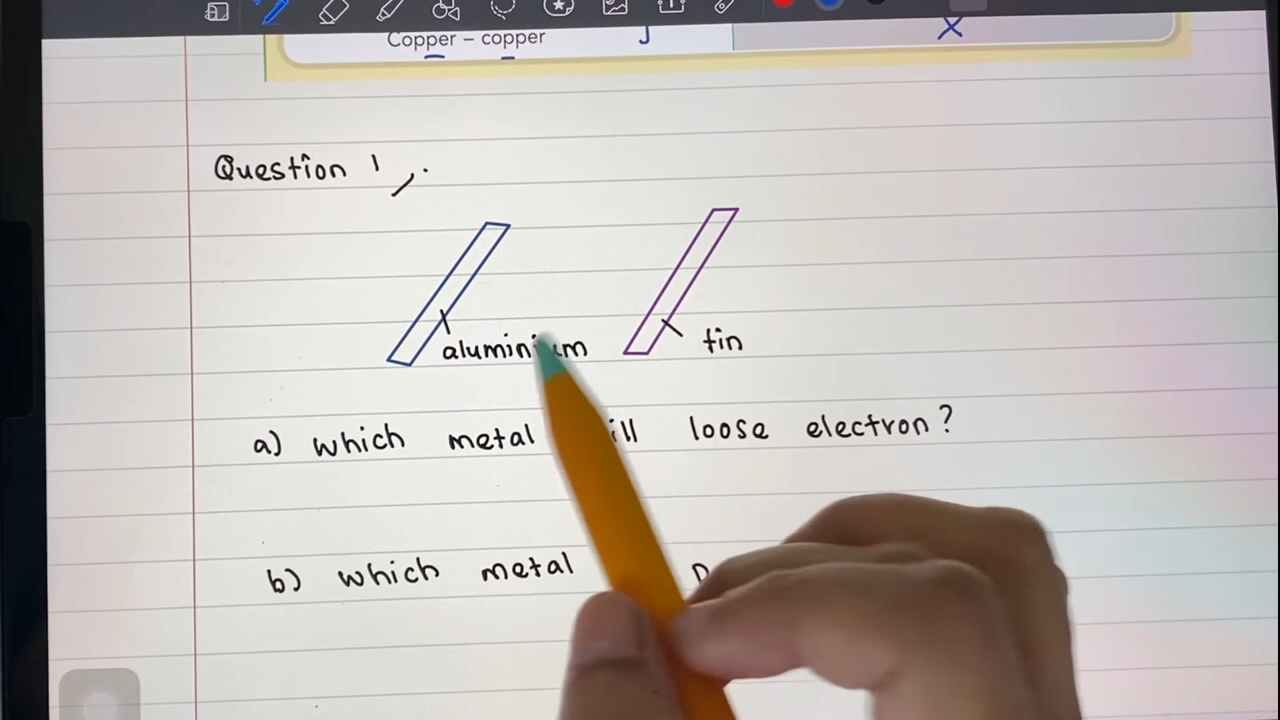 Copper – copper
Question 1,.
aluminium
tin
a) which metal loose electron?
b) which metal